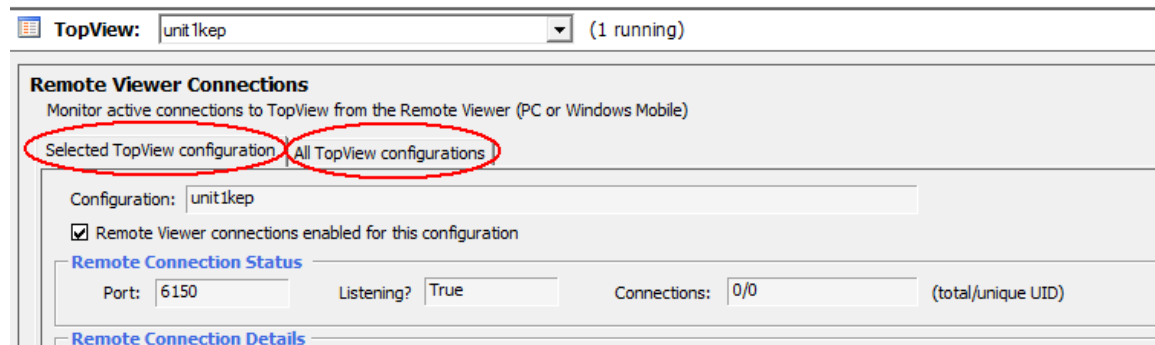 TopView: unit1kep (1 running)
Remote Viewer Connections
Monitor active connections to TopView from the Remote Viewer (PC or Windows Mobile)
Selected TopView configuration All TopView configurations
Configuration: unit1kep
Remote Viewer connections enabled for this configuration
Remote Connection Status
Port: 6150 Listening? True Connections: 0/0 (total/unique UID)
Remote Connection Details